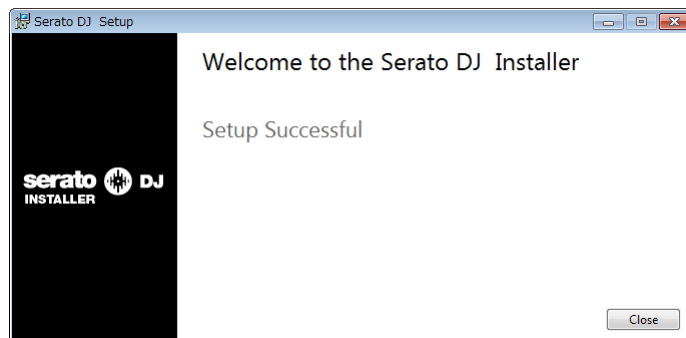 Serato DJ  Setup
Welcome to the Serato DJ  Installer
Setup Successful
serato DJ
INSTALLER
Close